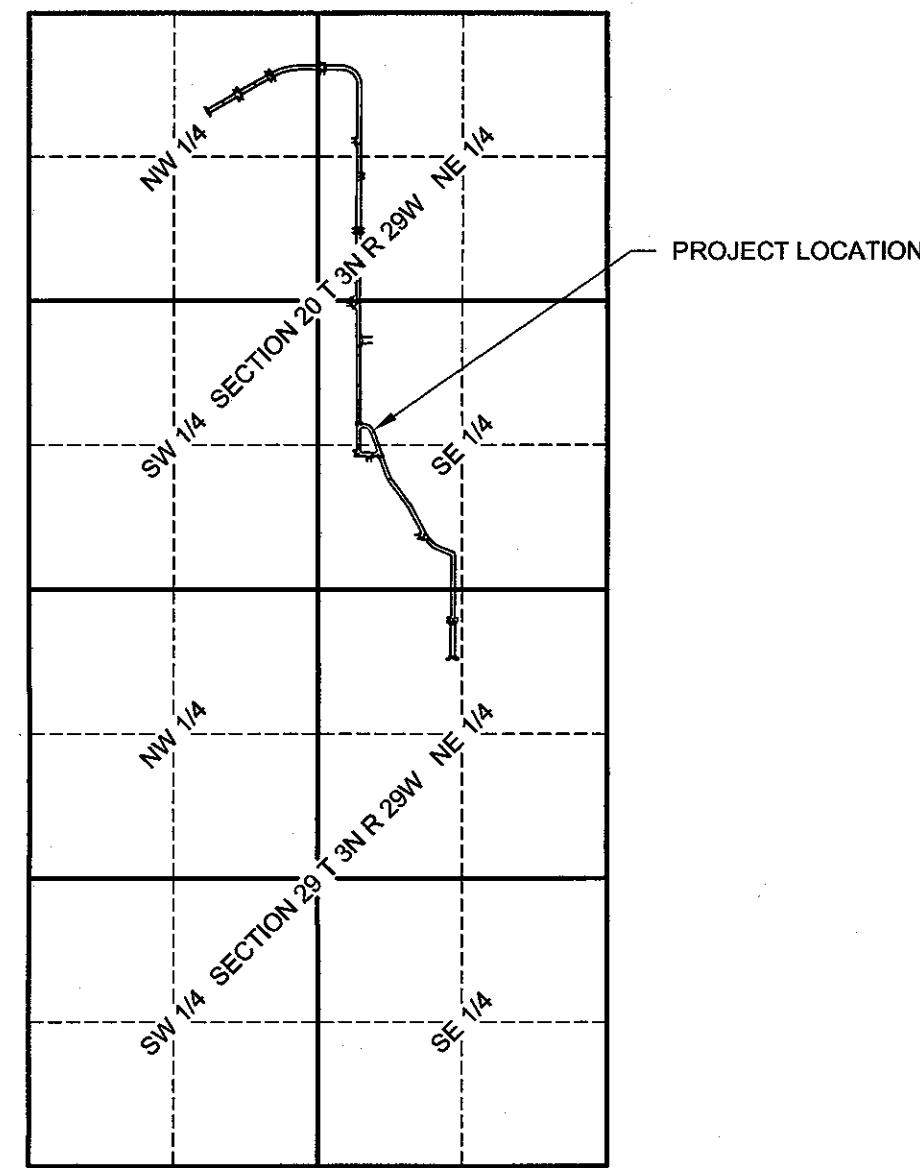 NW 1/4
NE 1/4
SECTION 20 T 3N R 29W
PROJECT LOCATION
SW 1/4
SE 1/4
NW 1/4
NE 1/4
SECTION 29 T 3N R 29W
SW 1/4
SE 1/4